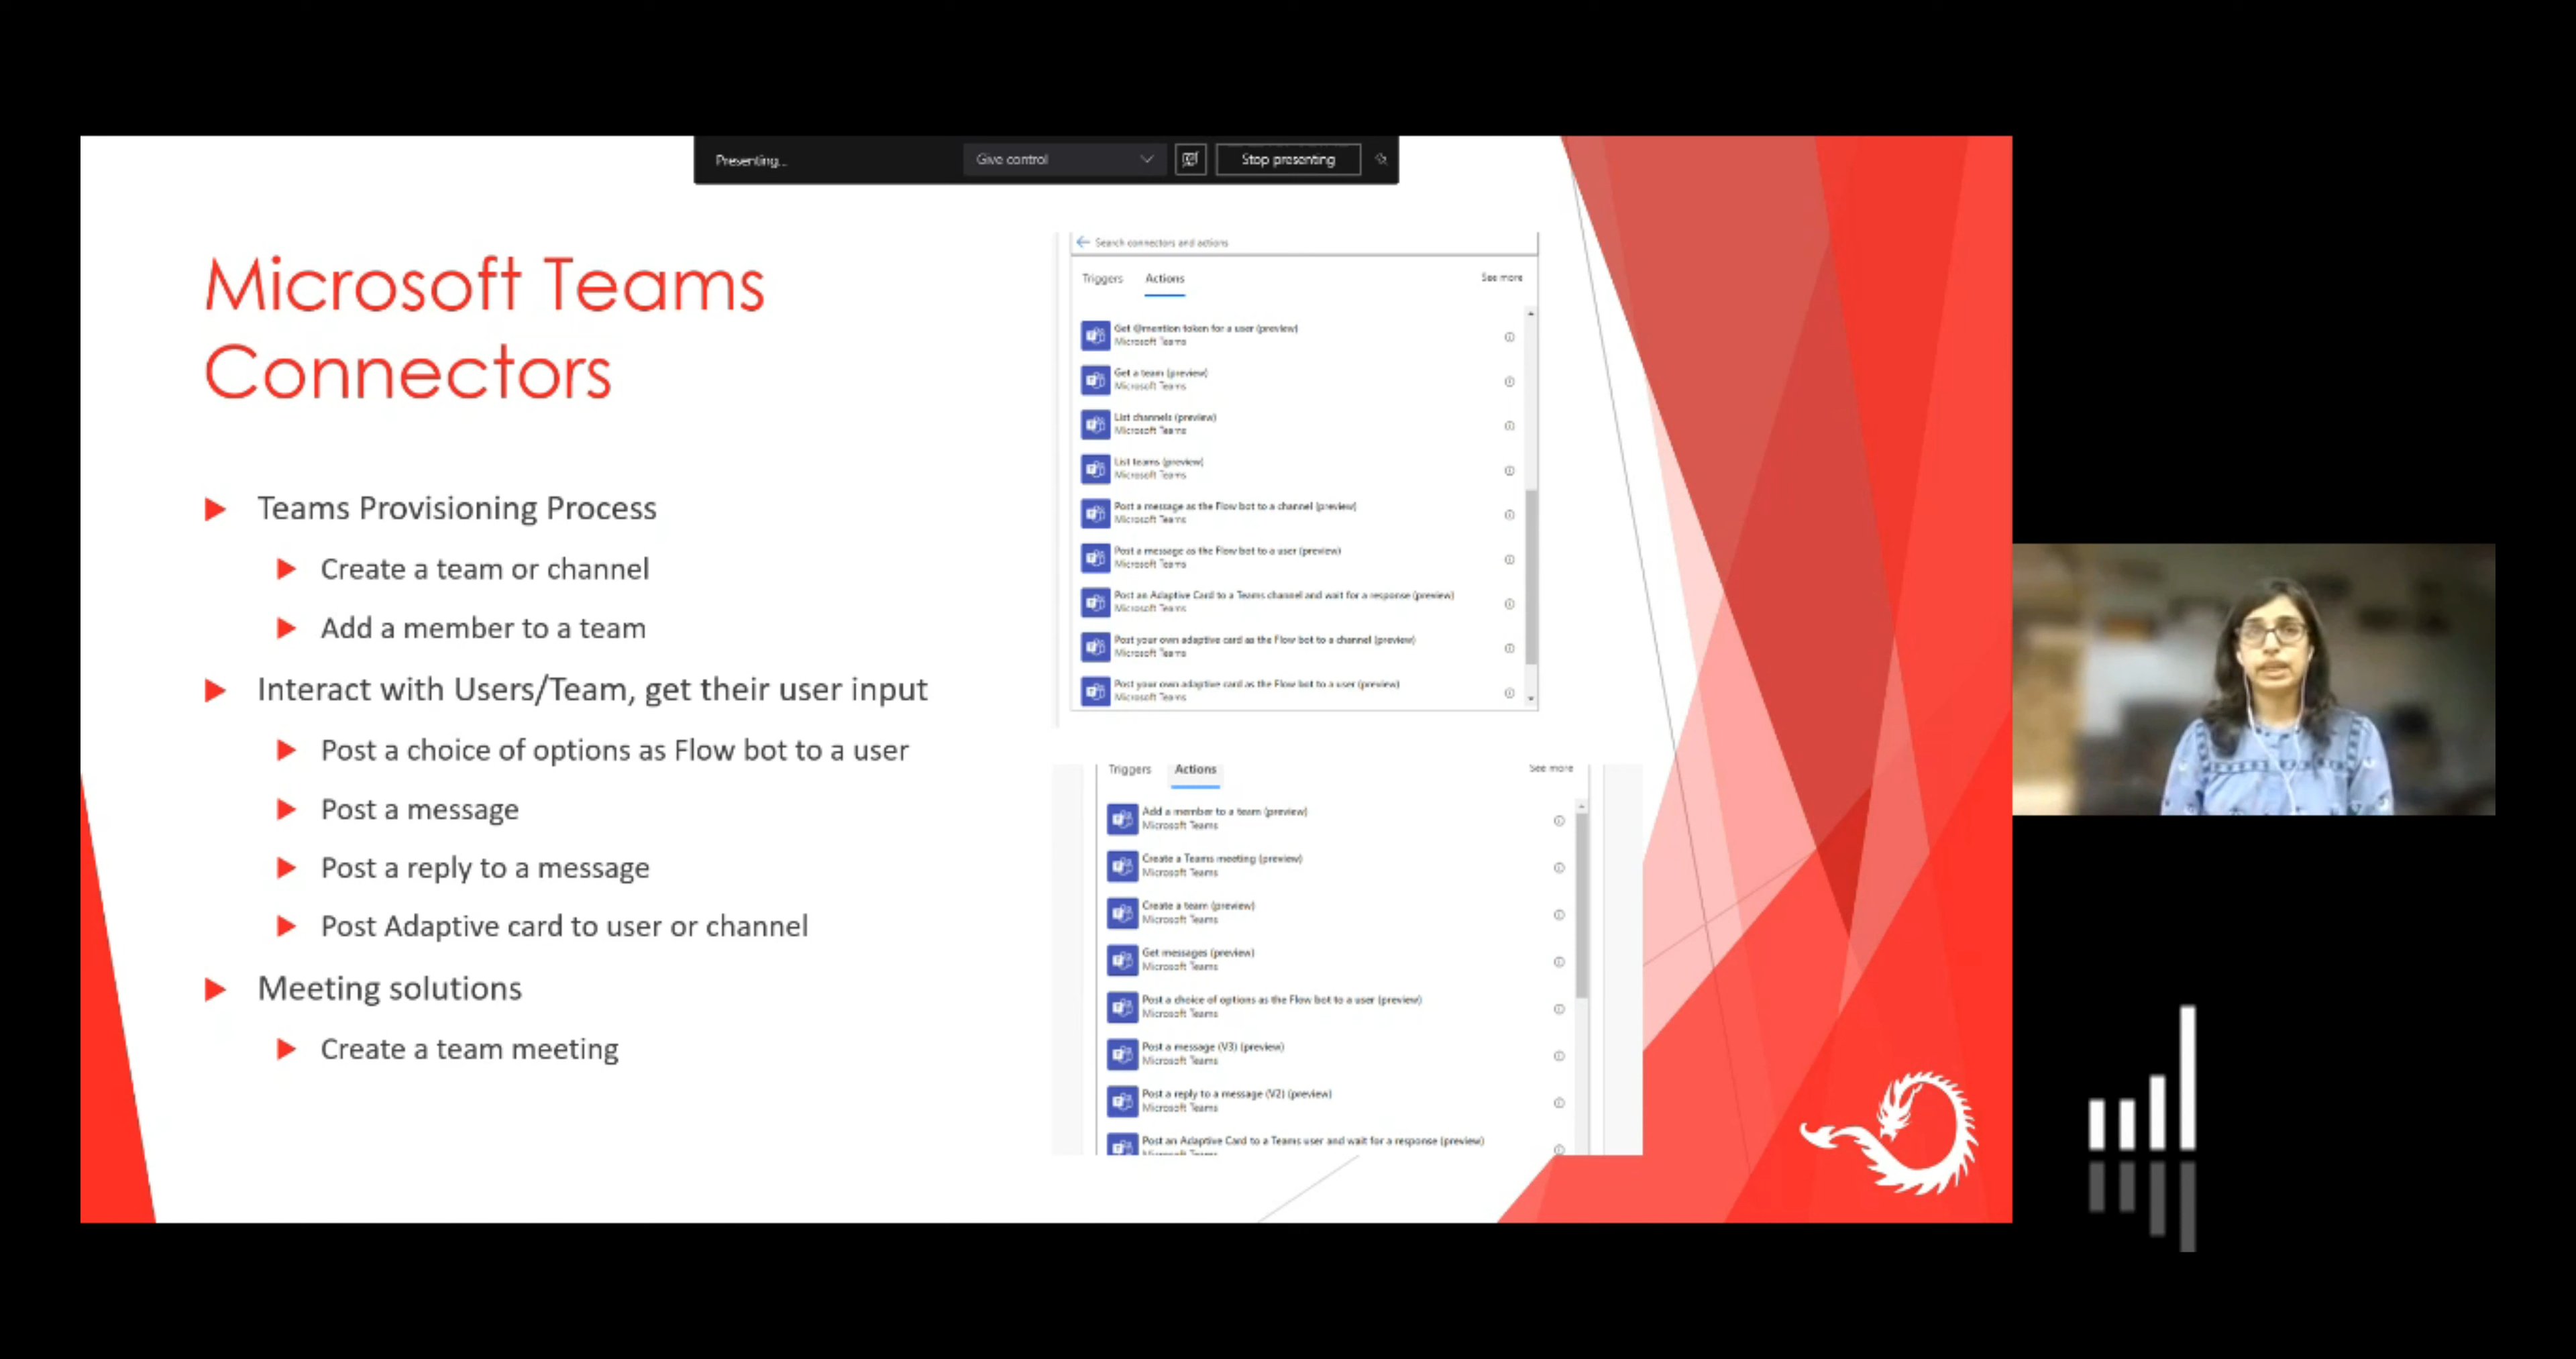 Presenting...
Give control
Stop presenting
Microsoft Teams
Connectors
Teams Provisioning Process
Create a team or channel
Add a member to a team
Interact with Users/Team, get their user input
Post a choice of options as Flow bot to a user
Post a message
Post a reply to a message
Post Adaptive card to user or channel
Meeting solutions
Create a team meeting
Search connectors and actions
Triggers Actions See more
Get @mention token for a user (preview)
Microsoft Teams
Get a team (preview)
Microsoft Teams
List channels (preview)
Microsoft Teams
List teams (preview)
Microsoft Teams
Post a message as the Flow bot to a channel (preview)
Microsoft Teams
Post a message as the Flow bot to a user (preview)
Microsoft Teams
Post an Adaptive Card to a Teams channel and wait for a response (preview)
Microsoft Teams
Post your own adaptive card as the Flow bot to a channel (preview)
Microsoft Teams
Post your own adaptive card as the Flow bot to a user (preview)
Microsoft Teams
Triggers Actions See more
Add a member to a team (preview)
Microsoft Teams
Create a Teams meeting (preview)
Microsoft Teams
Create a team (preview)
Microsoft Teams
Get messages (preview)
Microsoft Teams
Post a choice of options as the Flow bot to a user (preview)
Microsoft Teams
Post a message (V3) (preview)
Microsoft Teams
Post a reply to a message (V2) (preview)
Microsoft Teams
Post an Adaptive Card to a Teams user and wait for a response (preview)
Microsoft Teams